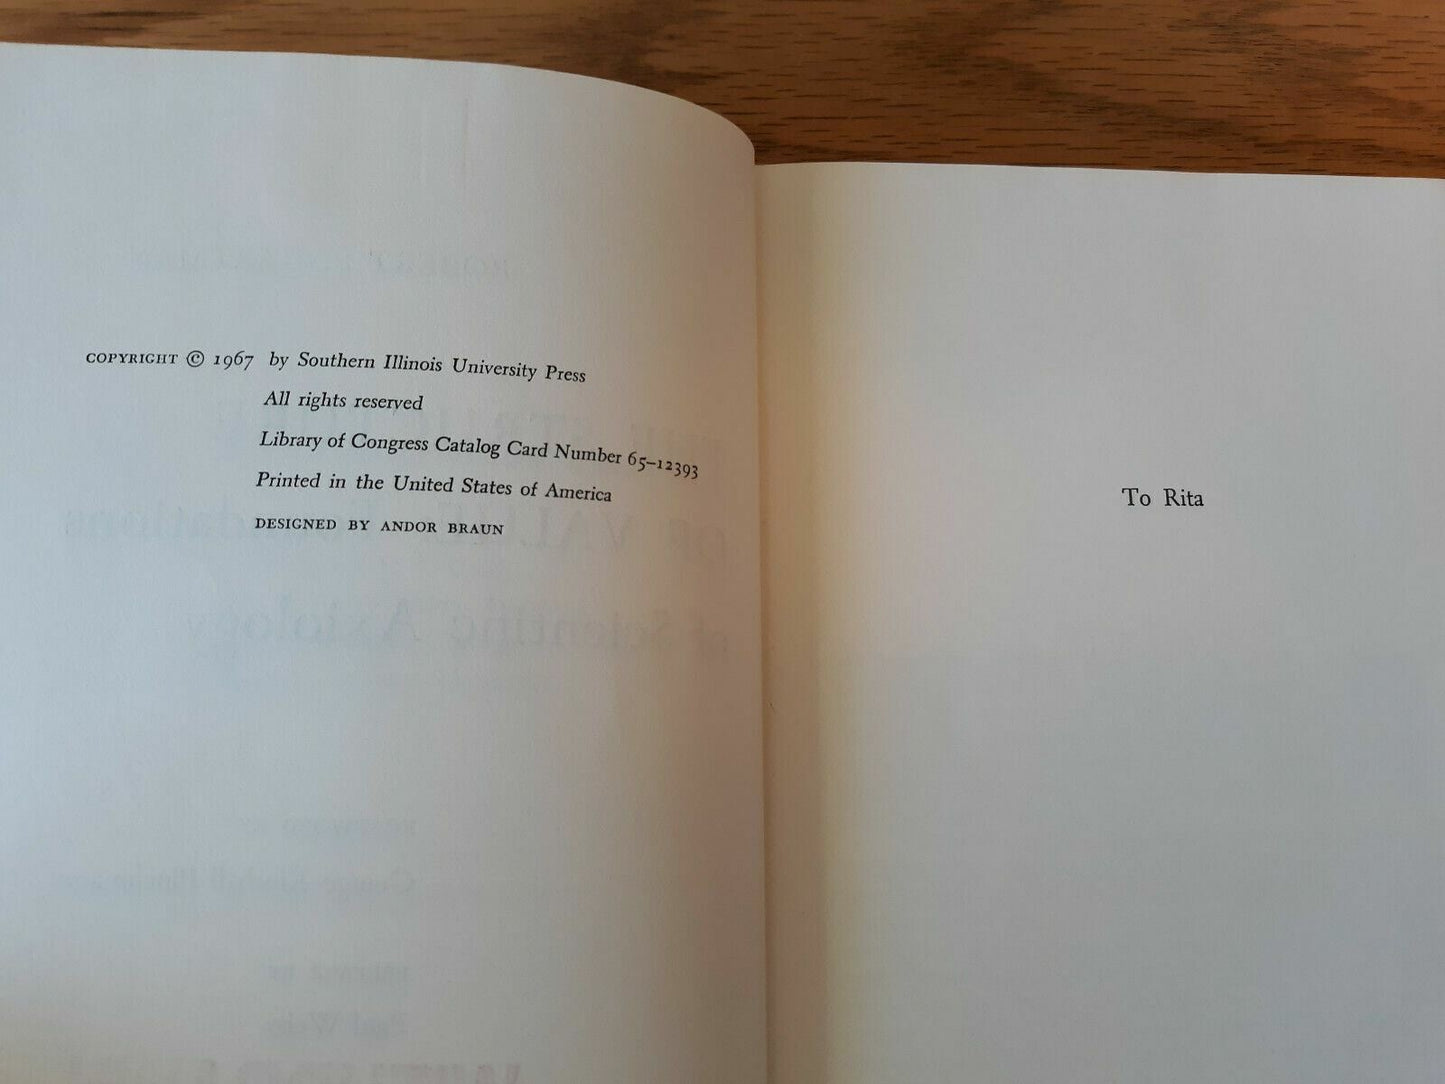 COPYRIGHT © 1967 by Southern Illinois University Press
All rights reserved
Library of Congress Catalog Card Number 65-12393
Printed in the United States of America
DESIGNED BY ANDOR BRAUN
To Rita